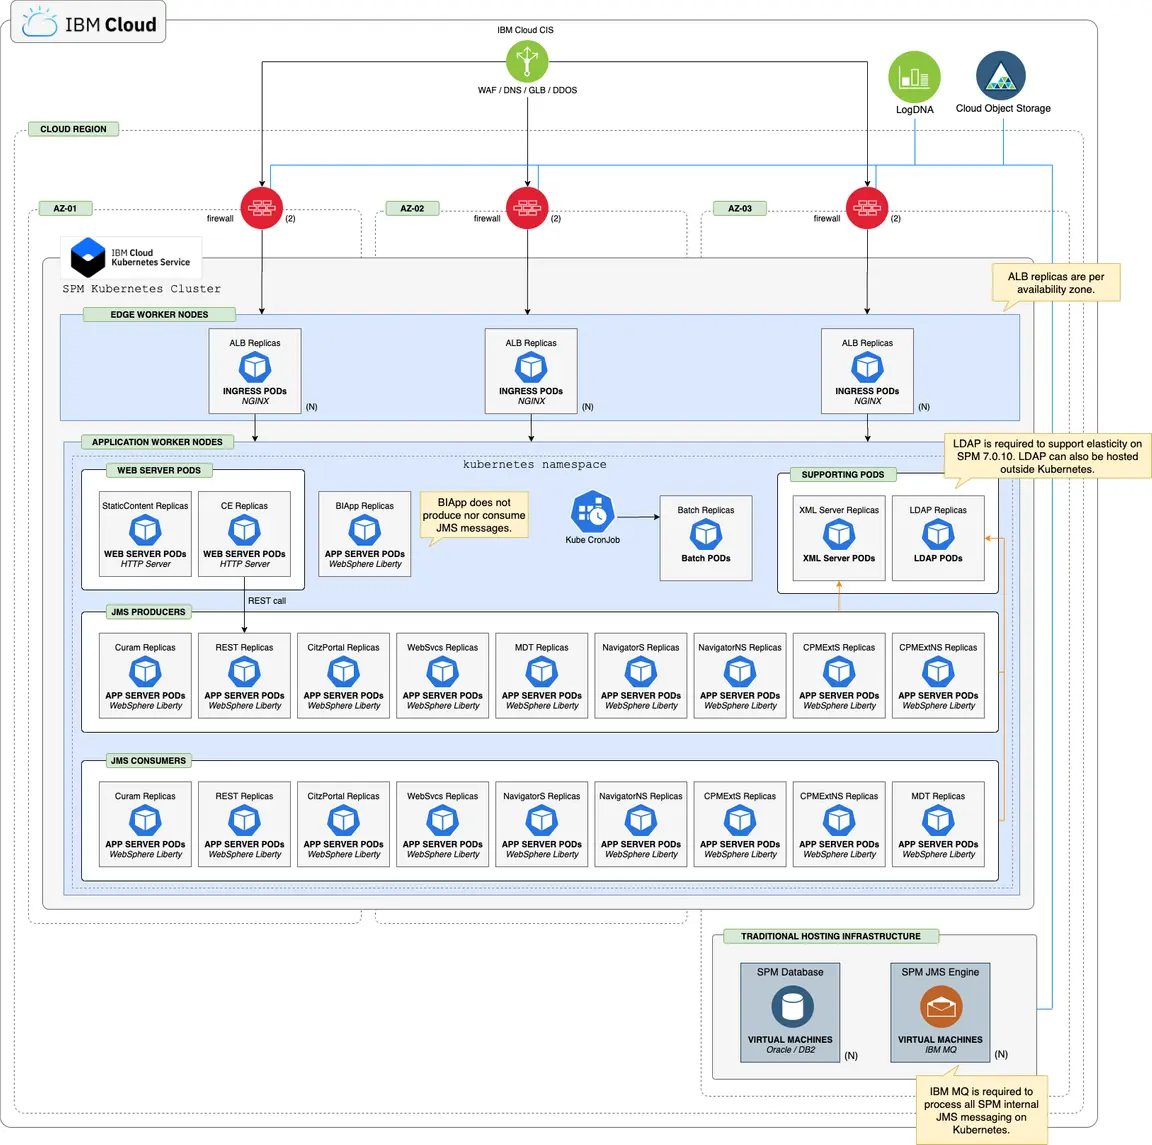 IBM Cloud
IBM Cloud CIS
WAF / DNS / GLB / DDOS
LogDNA
Cloud Object Storage
CLOUD REGION
AZ-01
AZ-02
AZ-03
firewall
(2)
firewall
(2)
firewall
(2)
IBM Cloud
Kubernetes Service
SPM Kubernetes Cluster
ALB replicas are per
availability zone.
EDGE WORKER NODES
ALB Replicas
INGRESS PODs
NGINX
(N)
ALB Replicas
INGRESS PODs
NGINX
(N)
ALB Replicas
INGRESS PODs
NGINX
(N)
APPLICATION WORKER NODES
kubernetes namespace
LDAP is required to support elasticity on
SPM 7.0.10. LDAP can also be hosted
outside Kubernetes.
WEB SERVER PODS
StaticContent Replicas
WEB SERVER PODs
HTTP Server
CE Replicas
WEB SERVER PODs
HTTP Server
BIApp Replicas
APP SERVER PODs
WebSphere Liberty
BIApp does not
produce nor consume
JMS messages.
Kube CronJob
Batch Replicas
Batch PODs
SUPPORTING PODS
XML Server Replicas
XML Server PODs
LDAP Replicas
LDAP PODs
REST call
JMS PRODUCERS
Curam Replicas
APP SERVER PODs
WebSphere Liberty
REST Replicas
APP SERVER PODs
WebSphere Liberty
CitzPortal Replicas
APP SERVER PODs
WebSphere Liberty
WebSvcs Replicas
APP SERVER PODs
WebSphere Liberty
MDT Replicas
APP SERVER PODs
WebSphere Liberty
NavigatorS Replicas
APP SERVER PODs
WebSphere Liberty
NavigatorNS Replicas
APP SERVER PODs
WebSphere Liberty
CPMExtS Replicas
APP SERVER PODs
WebSphere Liberty
CPMExtNS Replicas
APP SERVER PODs
WebSphere Liberty
JMS CONSUMERS
Curam Replicas
APP SERVER PODs
WebSphere Liberty
REST Replicas
APP SERVER PODs
WebSphere Liberty
CitzPortal Replicas
APP SERVER PODs
WebSphere Liberty
WebSvcs Replicas
APP SERVER PODs
WebSphere Liberty
NavigatorS Replicas
APP SERVER PODs
WebSphere Liberty
NavigatorNS Replicas
APP SERVER PODs
WebSphere Liberty
CPMExtS Replicas
APP SERVER PODs
WebSphere Liberty
CPMExtNS Replicas
APP SERVER PODs
WebSphere Liberty
MDT Replicas
APP SERVER PODs
WebSphere Liberty
TRADITIONAL HOSTING INFRASTRUCTURE
SPM Database
VIRTUAL MACHINES
Oracle / DB2
(N)
SPM JMS Engine
VIRTUAL MACHINES
IBM MQ
(N)
IBM MQ is required to
process all SPM internal
JMS messaging on
Kubernetes.